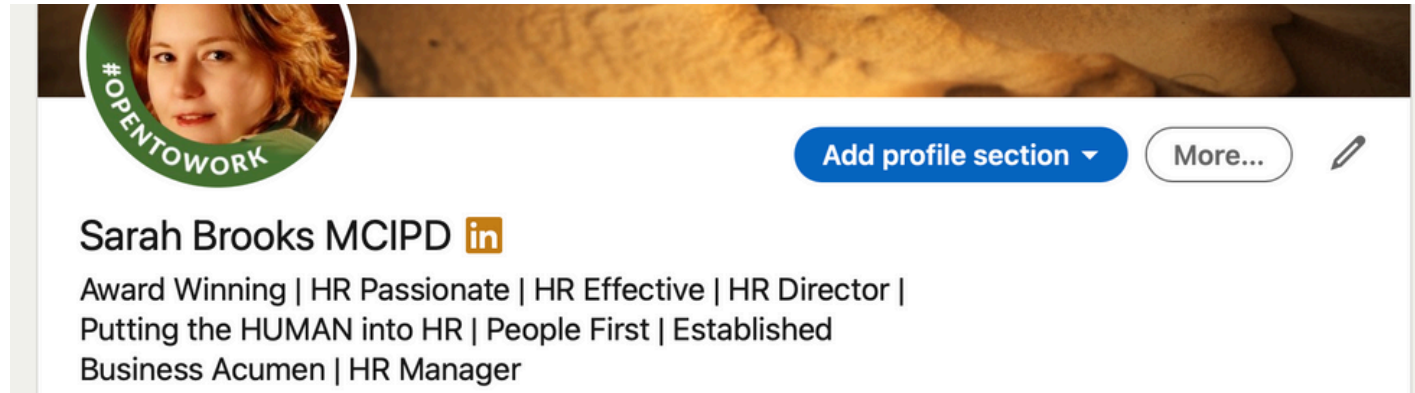 #OPENTOWORK
Add profile section
More...
Sarah Brooks MCIPD in
Award Winning | HR Passionate | HR Effective | HR Director |
Putting the HUMAN into HR | People First | Established
Business Acumen | HR Manager